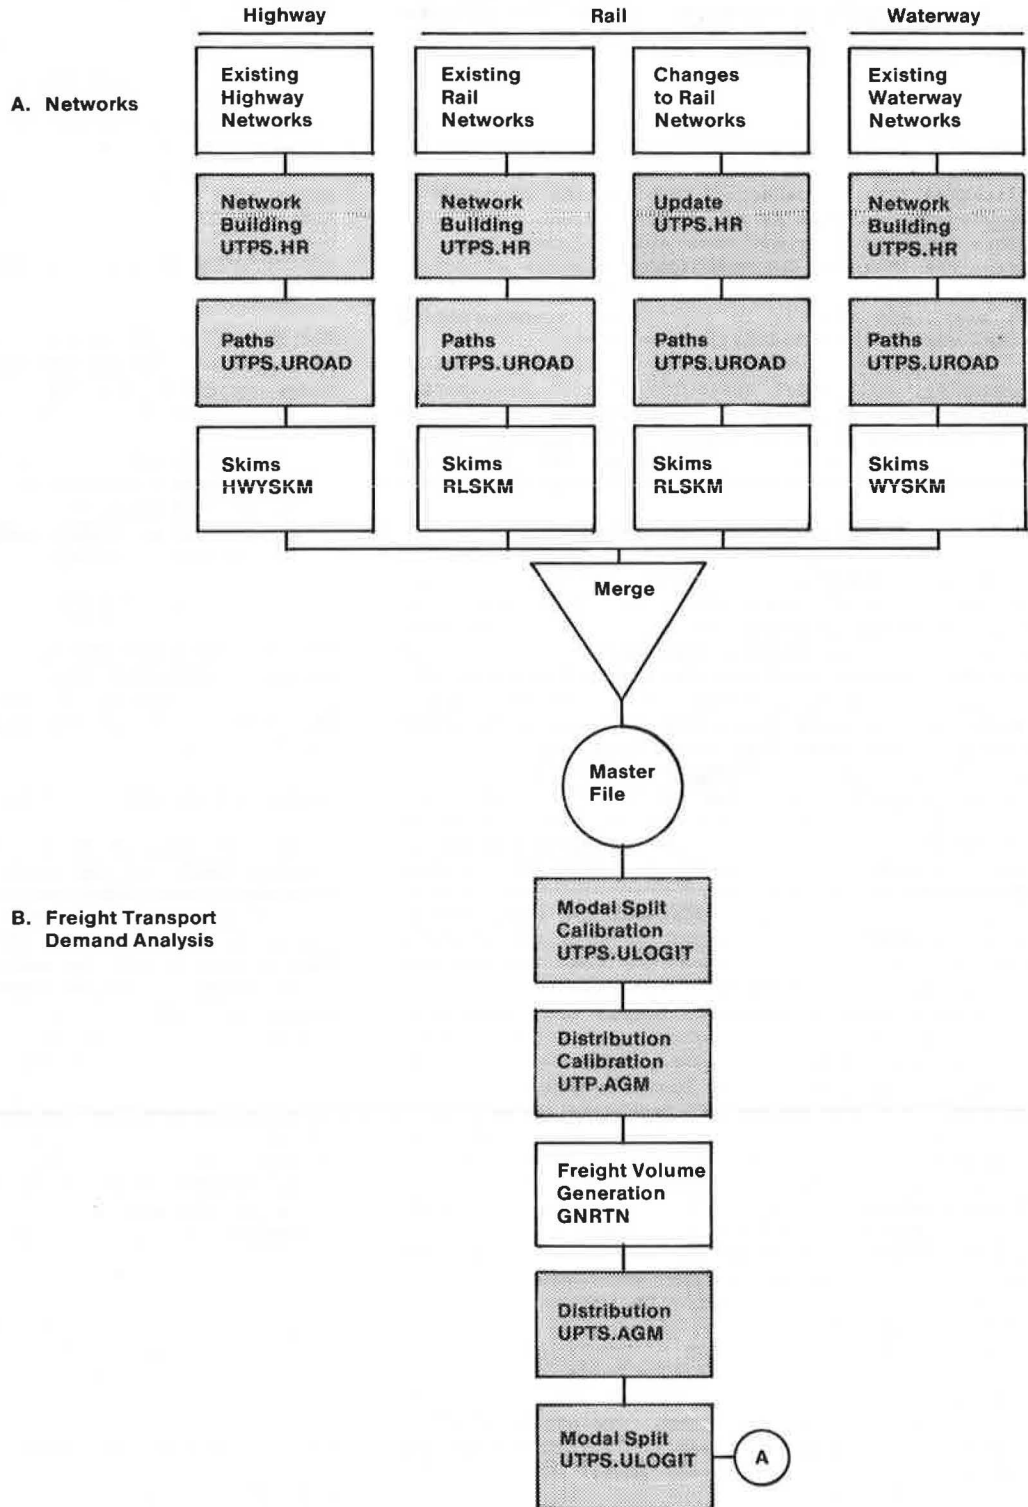 Highway
Rail
Waterway
A. Networks
Existing
Highway
Networks
Existing
Rail
Networks
Changes
to Rail
Networks
Existing
Waterway
Networks
Network
Building
UTPS.HR
Network
Building
UTPS.HR
Update
UTPS.HR
Network
Building
UTPS.HR
Paths
UTPS.UROAD
Paths
UTPS.UROAD
Paths
UTPS.UROAD
Paths
UTPS.UROAD
Skims
HWYSKM
Skims
RLSKM
Skims
RLSKM
Skims
WYSKM
Merge
Master
File
B. Freight Transport
Demand Analysis
Modal Split
Calibration
UTPS.ULOGIT
Distribution
Calibration
UTP.AGM
Freight Volume
Generation
GNRTN
Distribution
UPTS.AGM
Modal Split
UTPS.ULOGIT
A